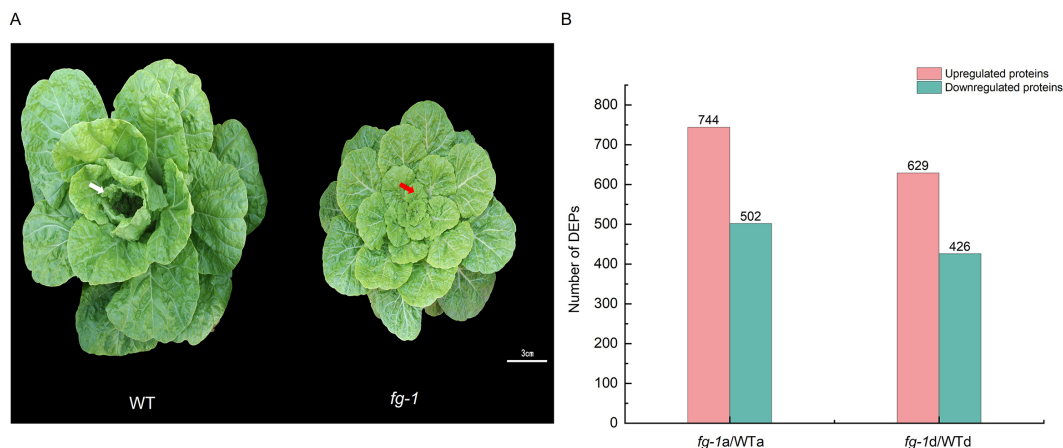 A
WT
fg-1
3cm
B
Upregulated proteins
Downregulated proteins
Number of DEPs
800
700
600
500
400
300
200
100
0
744
502
629
426
fg-1a/WTa
fg-1d/WTd